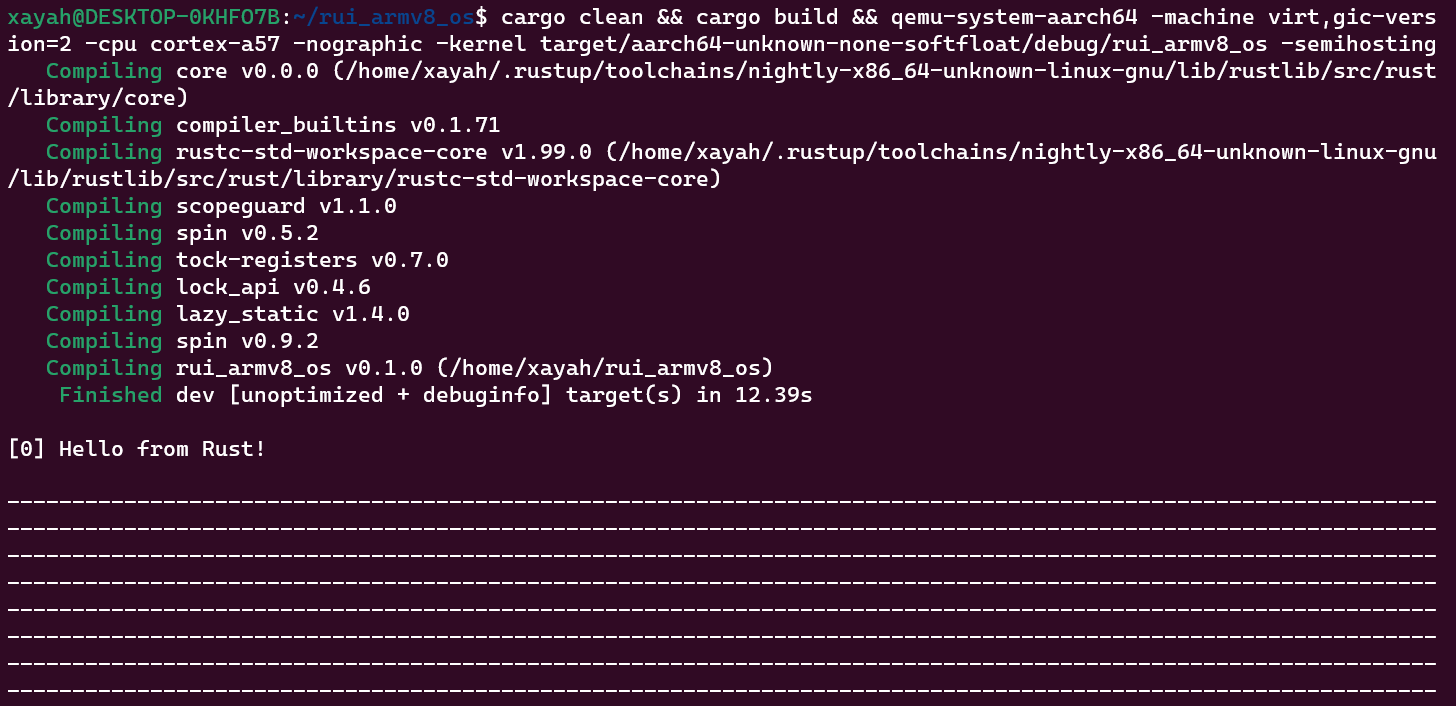 xayah@DESKTOP-0KHFO7B:~/rui_armv8_os$ cargo clean && cargo build && qemu-system-aarch64 -machine virt,gic-vers
ion=2 -cpu cortex-a57 -nographic -kernel target/aarch64-unknown-none-softfloat/debug/rui_armv8_os -semihosting
   Compiling core v0.0.0 (/home/xayah/.rustup/toolchains/nightly-x86_64-unknown-linux-gnu/lib/rustlib/src/rust
/library/core)
   Compiling compiler_builtins v0.1.71
   Compiling rustc-std-workspace-core v1.99.0 (/home/xayah/.rustup/toolchains/nightly-x86_64-unknown-linux-gnu
/lib/rustlib/src/rust/library/rustc-std-workspace-core)
   Compiling scopeguard v1.1.0
   Compiling spin v0.5.2
   Compiling tock-registers v0.7.0
   Compiling lock_api v0.4.6
   Compiling lazy_static v1.4.0
   Compiling spin v0.9.2
   Compiling rui_armv8_os v0.1.0 (/home/xayah/rui_armv8_os)
    Finished dev [unoptimized + debuginfo] target(s) in 12.39s

[0] Hello from Rust!

--------------------------------------------------------------------------------------------------------------
--------------------------------------------------------------------------------------------------------------
--------------------------------------------------------------------------------------------------------------
--------------------------------------------------------------------------------------------------------------
--------------------------------------------------------------------------------------------------------------
--------------------------------------------------------------------------------------------------------------
--------------------------------------------------------------------------------------------------------------
--------------------------------------------------------------------------------------------------------------